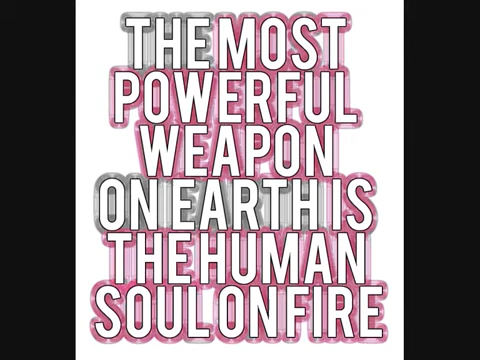 THE MOST
POWERFUL
WEAPON
ON EARTH IS
THE HUMAN
SOUL ON FIRE